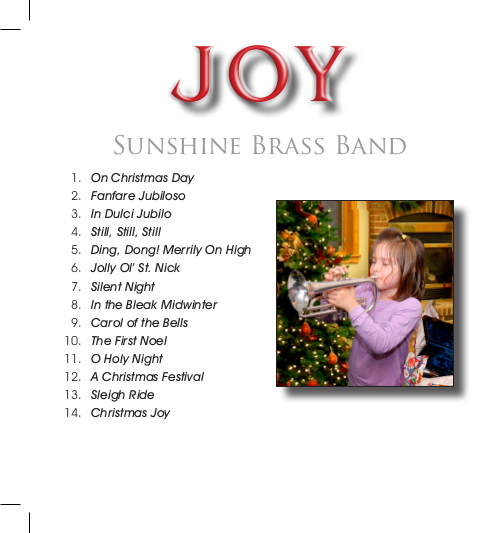 JOY
Sunshine Brass Band
1. On Christmas Day
2. Fanfare Jubiloso
3. In Dulci Jubilo
4. Still, Still, Still
5. Ding, Dong! Merrily On High
6. Jolly Ol' St. Nick
7. Silent Night
8. In the Bleak Midwinter
9. Carol of the Bells
10. The First Noel
11. O Holy Night
12. A Christmas Festival
13. Sleigh Ride
14. Christmas Joy